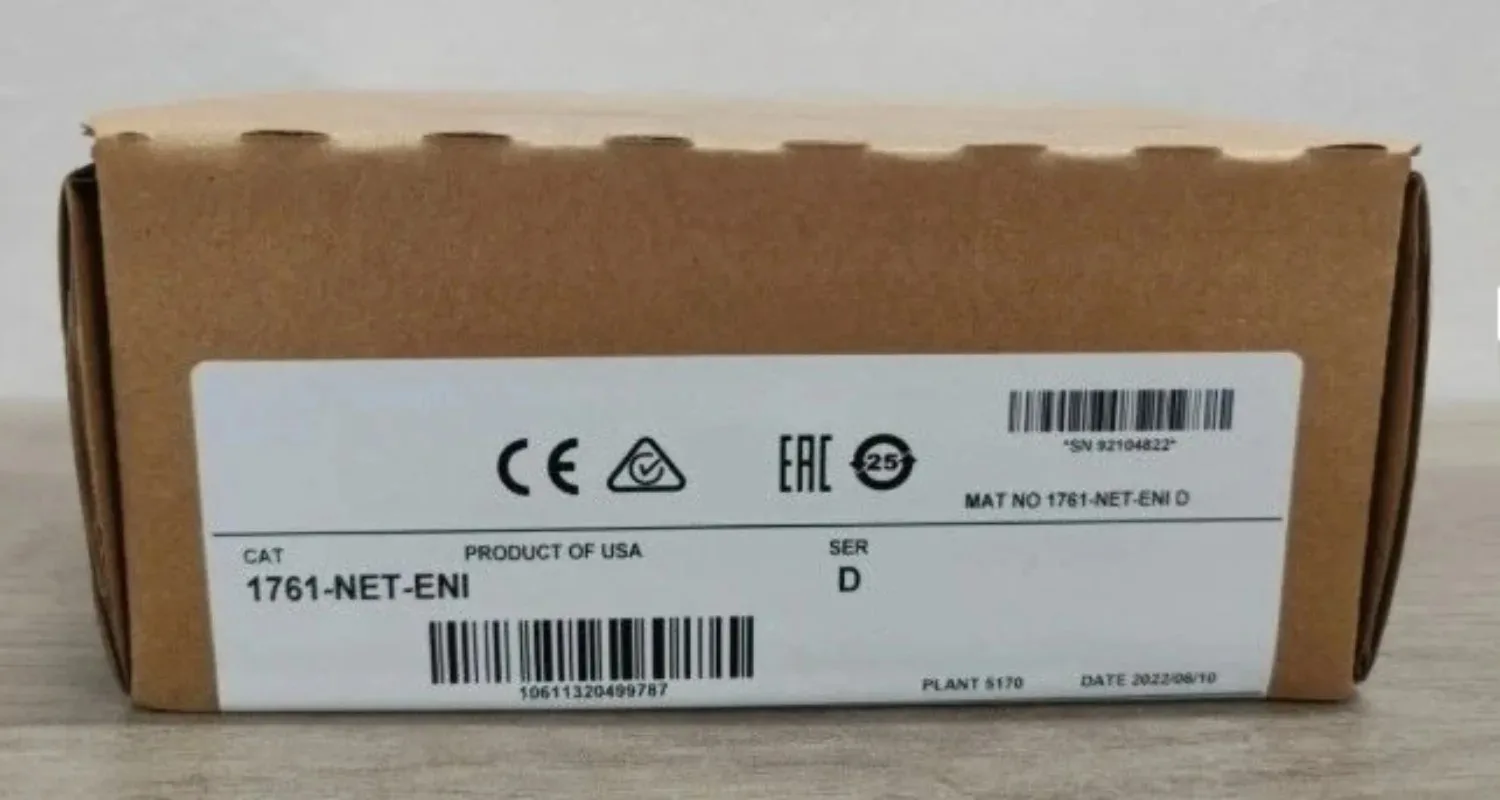 *SN 92104822*
CE EAC 25
MAT NO 1761-NET-ENI D
CAT PRODUCT OF USA SER
1761-NET-ENI D
10611320499787
PLANT 5170 DATE 2022/06/10